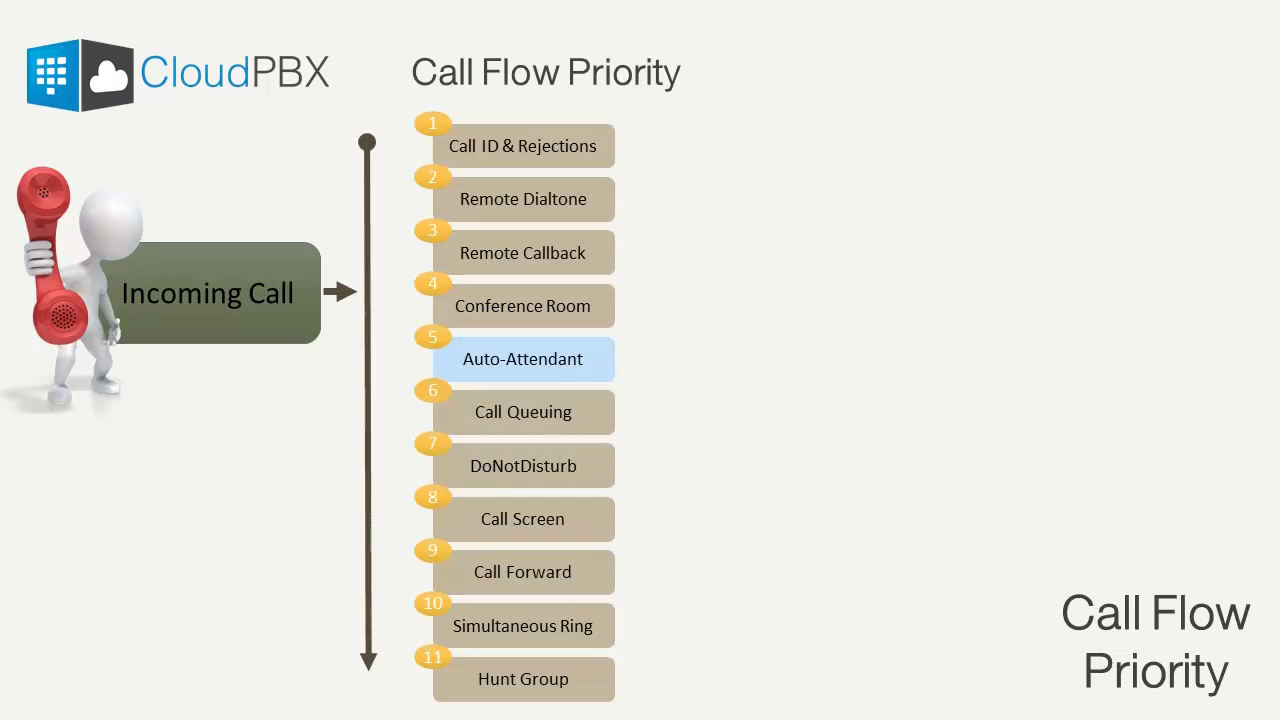 CloudPBX
Call Flow Priority
1
Call ID & Rejections
2
Remote Dialtone
3
Remote Callback
4
Conference Room
5
Auto-Attendant
6
Call Queuing
7
DoNotDisturb
8
Call Screen
9
Call Forward
10
Simultaneous Ring
11
Hunt Group
Incoming Call
Call Flow
Priority